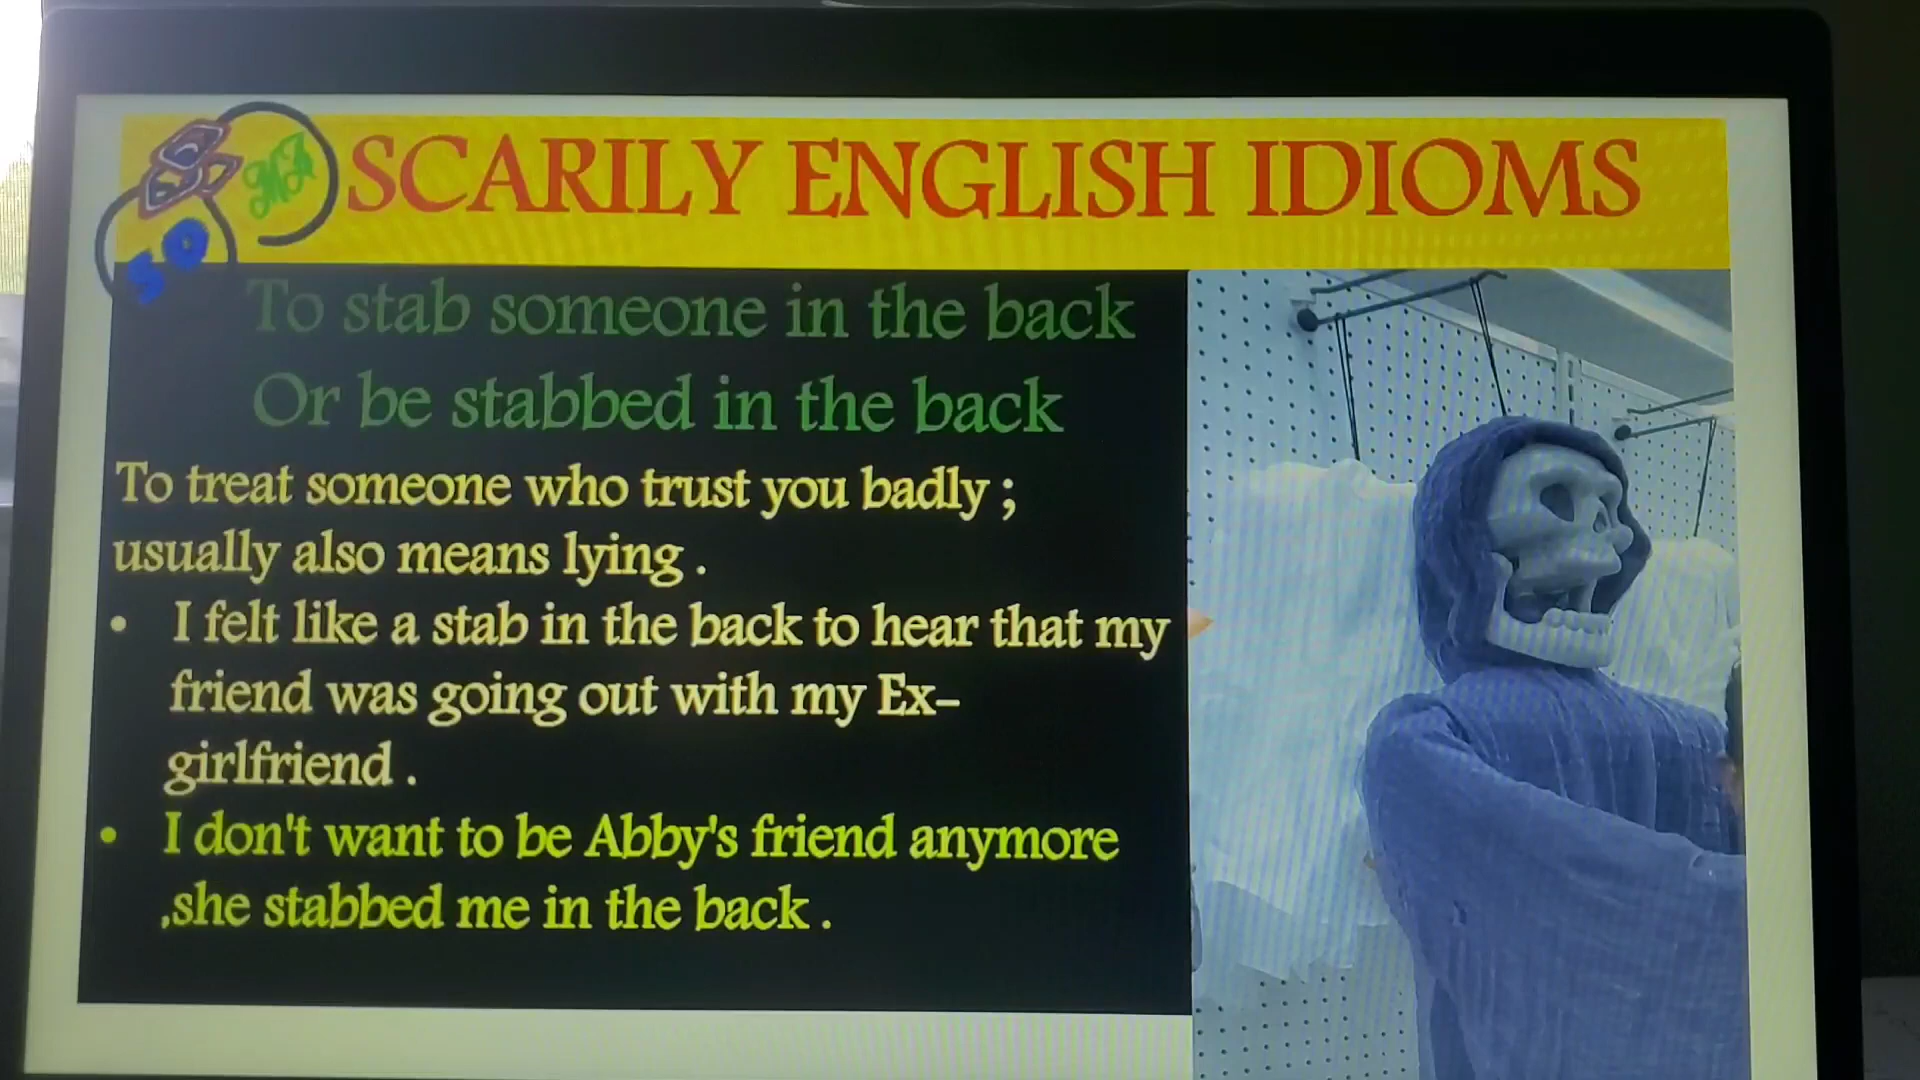 MJ
SCARILY ENGLISH IDIOMS
SO
To stab someone in the back
Or be stabbed in the back
To treat someone who trust you badly ;
usually also means lying .
• I felt like a stab in the back to hear that my
friend was going out with my Ex-
girlfriend .
• I don't want to be Abby's friend anymore
,she stabbed me in the back .